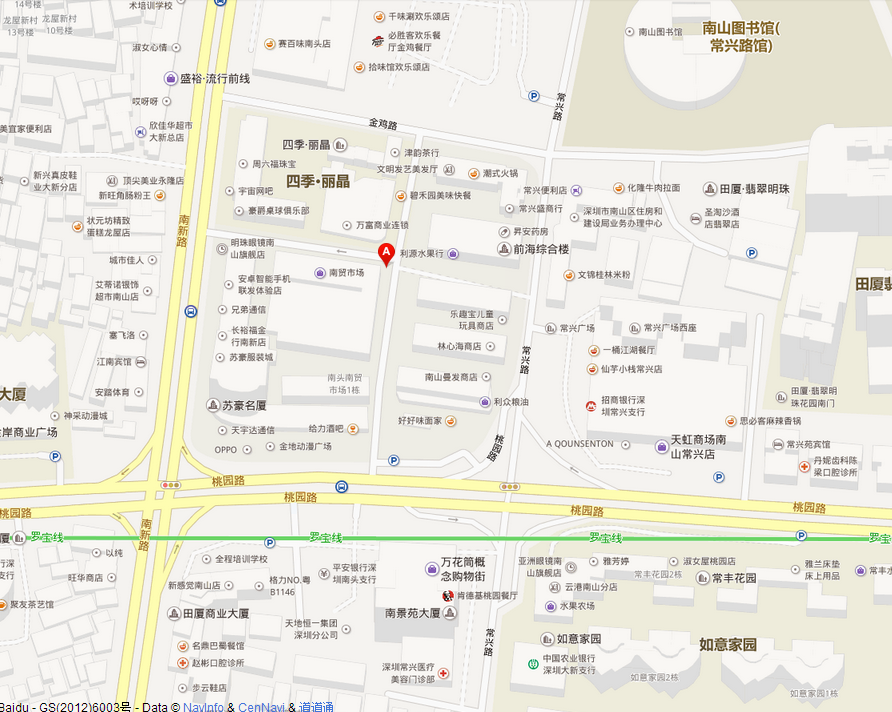 术培训学校
龙屋新村
13号楼
龙屋新村
10号楼
千味涮欢乐颂店
必胜客欢乐餐
厅金鸡餐厅
赛百味南头店
拾味馆欢乐颂店
南山图书馆
南山图书馆(
常兴路馆)
淑女心情
盛裕·流行前线
哎呀呀
欣佳华超市
大新总店
美宜家便利店
金鸡路
常兴路
四季·丽晶
四季·丽晶
津韵茶行
文明发艺美发厅
潮式火锅
周六福珠宝
宇宙网吧
豪爵桌球俱乐部
碧禾园美味快餐
万富商业连锁
新兴真皮鞋
业大新分店
顶尖美业永隆店
新旺角肠粉王
状元坊精致
蛋糕龙屋店
南新路
常兴便利店
常兴盛商行
化隆牛肉拉面
田厦·翡翠明珠
深圳市南山区住房和
建设局业务办理中心
圣淘沙酒
店翡翠店
昇安药房
前海综合楼
A
利源水果行
明珠眼镜南
山旗舰店
南贸市场
安卓智能手机
联发体验店
兄弟通信
长裕福金
行南新店
苏豪服装城
城市佳人
艾蒂诺银饰
超市南山店
塞飞洛
江南宾馆
安踏体育
文锦桂林米粉
田厦翡
乐趣宝儿童
玩具商店
林心海商店
南山曼发商店
利众粮油
常兴广场
常兴广场西座
一桶江湖餐厅
仙芋小栈常兴店
招商银行深
圳常兴支行
常兴路
南头南贸
市场1栋
苏豪名厦
神采动漫城
大厦
岸商业广场
天宇达通信
给力酒吧
OPPO
金地动漫广场
好好味面家
桃园路
A QOUNSENTON
天虹商场南
山常兴店
思必客麻辣香锅
田厦·翡翠明
珠花园南门
常兴苑宾馆
丹妮齿科陈
梁口腔诊所
桃园路
桃园路
桃园路
桃园路
桃园路
南新路
罗宝线
罗宝线
罗宝线
罗宝
厦
以纯
旺华商店
聚友茶艺馆
全程培训学校
新感觉南山店
格力NO.粤
B1146
平安银行深
圳南头支行
田厦商业大厦
天地恒一集团
深圳分公司
名鼎巴蜀餐馆
赵彬口腔诊所
步云鞋店
万花筒概
念购物街
肯德基桃园餐厅
南景苑大厦
深圳常兴医疗
美容门诊部
常兴路
亚洲眼镜南
山旗舰店
雅芳婷
淑女屋桃园店
常丰花园2栋
常丰花园
云港南山分店
水果农场
雅兰床垫
床上用品
常丰水
如意家园
如意家园
中国农业银行
深圳大新支行
如意家园2栋
如意家园1栋
Baidu - GS(2012)6003号 - Data © NavInfo & CenNavi & 道道通